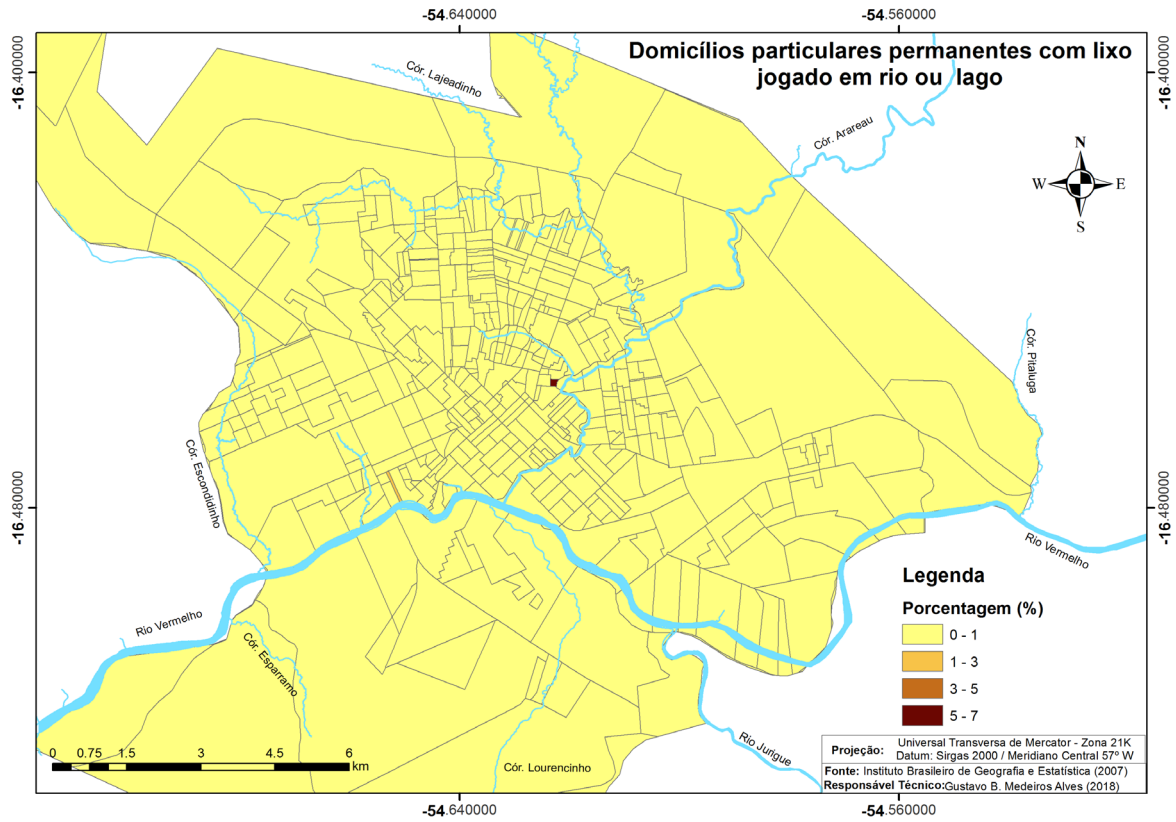 -54.640000
-54.560000
Domicílios particulares permanentes com lixo
jogado em rio ou lago
-16.400000
-16.400000
Cór. Lajeadinho
Cór. Arareau
N
W
E
S
Cór. Pitaluga
Cór. Escondidinho
-16.480000
-16.480000
Rio Vermelho
Rio Vermelho
Cór. Esparramo
Rio Jurigue
Cór. Lourencinho
Legenda
Porcentagem (%)
0 - 1
1 - 3
3 - 5
5 - 7
0 0.75 1.5 3 4.5 6
km
Projeção: Universal Transversa de Mercator - Zona 21K
Datum: Sirgas 2000 / Meridiano Central 57º W
Fonte: Instituto Brasileiro de Geografia e Estatística (2007)
Responsável Técnico:Gustavo B. Medeiros Alves (2018)
-54.640000
-54.560000